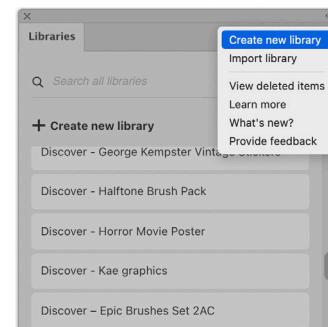 Libraries
Create new library
Import library
View deleted items
Learn more
What's new?
Provide feedback
Search all libraries
+ Create new library
Discover - George Kempster Vintage
Discover - Halftone Brush Pack
Discover - Horror Movie Poster
Discover - Kae graphics
Discover – Epic Brushes Set 2AC